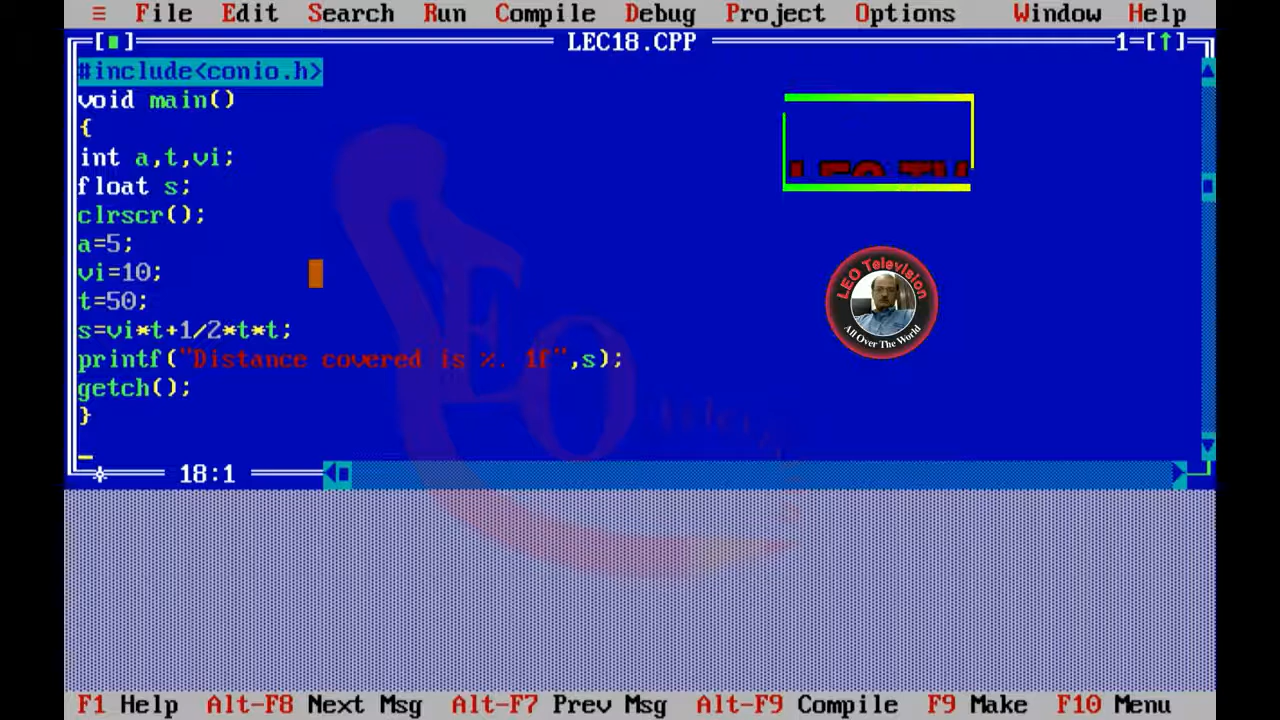 ≡ File Edit Search Run Compile Debug Project Options Window Help
[■] LEC18.CPP 1=[↑]
#include<conio.h>
void main()
{
int a,t,vi;
float s;
clrscr();
a=5;
vi=10;
t=50;
s=vi*t+1/2*t*t;
printf("Distance covered is %. 1f",s);
getch();
}
18:1
LEO TV
LEO Television
All Over The World
LEO
F1 Help Alt-F8 Next Msg Alt-F7 Prev Msg Alt-F9 Compile F9 Make F10 Menu